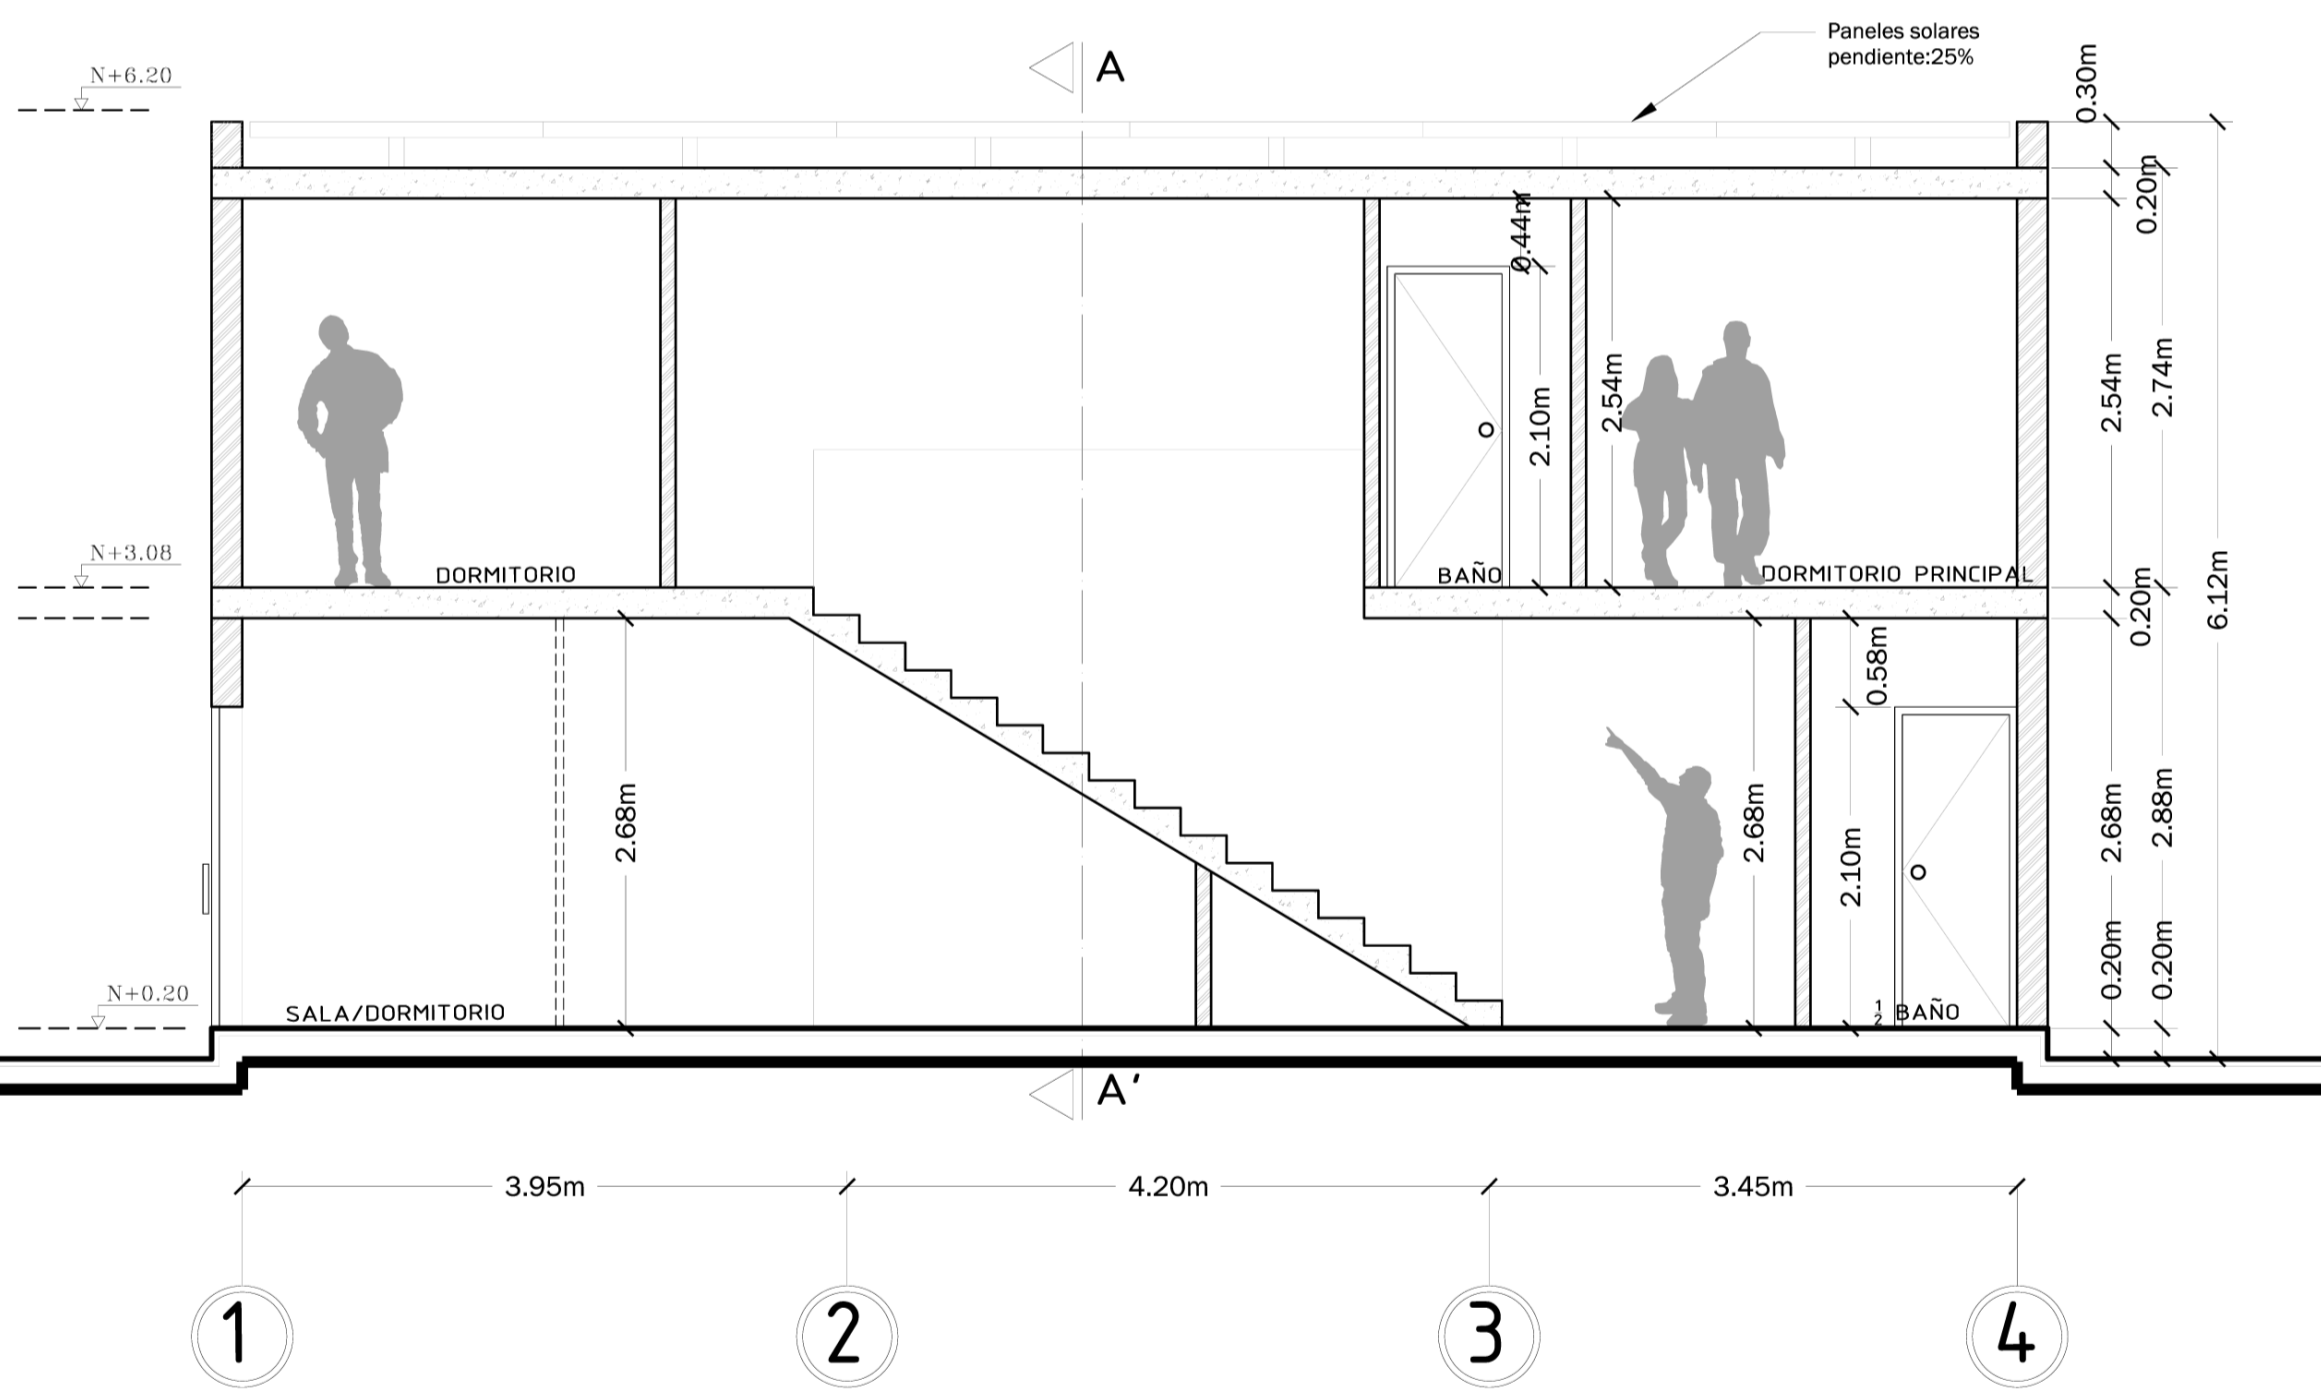 Paneles solares
pendiente:25%
A
N+6.20
0.30m
0.20m
0.44m
2.10m
2.54m
2.54m
2.74m
N+3.08
DORMITORIO
BAÑO
DORMITORIO PRINCIPAL
0.20m
6.12m
0.58m
2.68m
2.68m
2.10m
2.68m
2.88m
N+0.20
SALA/DORMITORIO
½ BAÑO
0.20m
0.20m
A'
3.95m
4.20m
3.45m
1
2
3
4